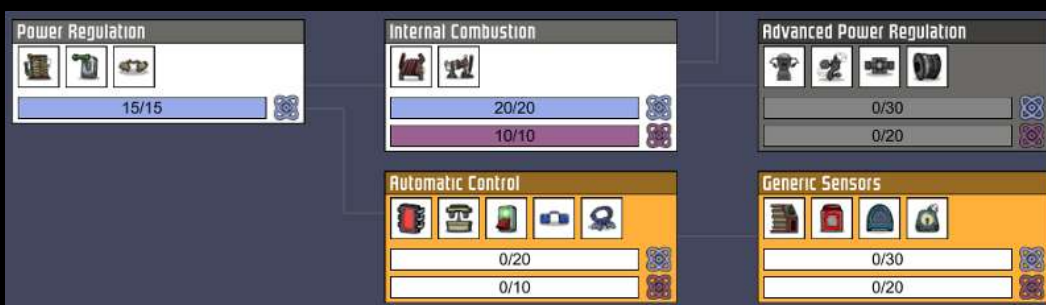 Power Regulation
15/15
Internal Combustion
20/20
10/10
Advanced Power Regulation
0/30
0/20
Automatic Control
0/20
0/10
Generic Sensors
0/30
0/20